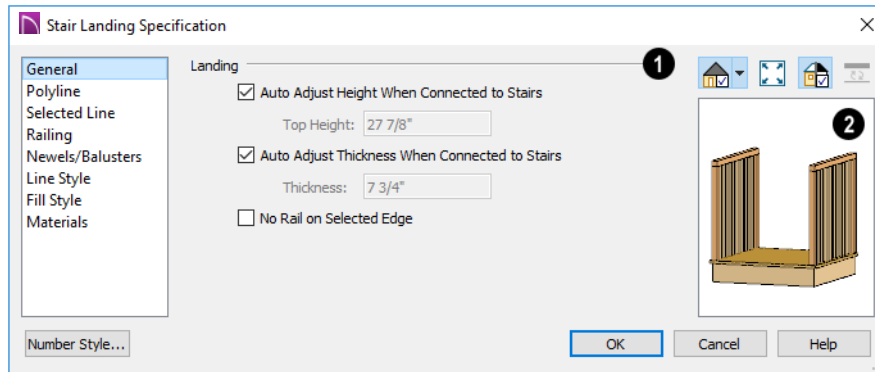 Stair Landing Specification
General
Polyline
Selected Line
Railing
Newels/Balusters
Line Style
Fill Style
Materials
Landing
1
Auto Adjust Height When Connected to Stairs
Top Height: 27 7/8"
Auto Adjust Thickness When Connected to Stairs
Thickness: 7 3/4"
No Rail on Selected Edge
2
Number Style...
OK
Cancel
Help